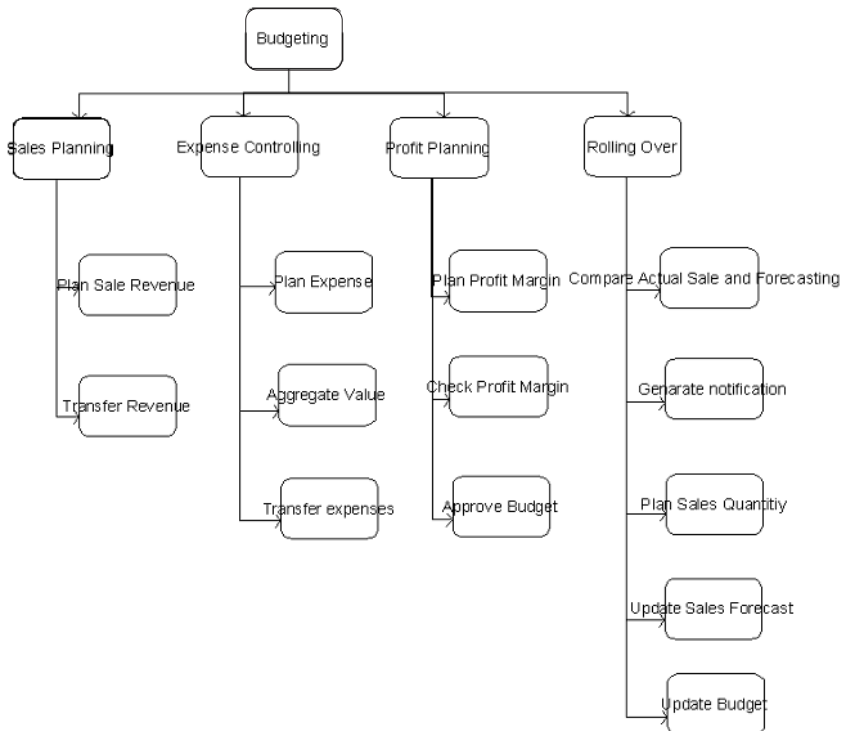 Budgeting
Sales Planning
Expense Controlling
Profit Planning
Rolling Over
Plan Sale Revenue
Transfer Revenue
Plan Expense
Aggregate Value
Transfer expenses
Plan Profit Margin
Check Profit Margin
Approve Budget
Compare Actual Sale and Forecasting
Genarate notification
Plan Sales Quantitiy
Update Sales Forecast
Update Budget